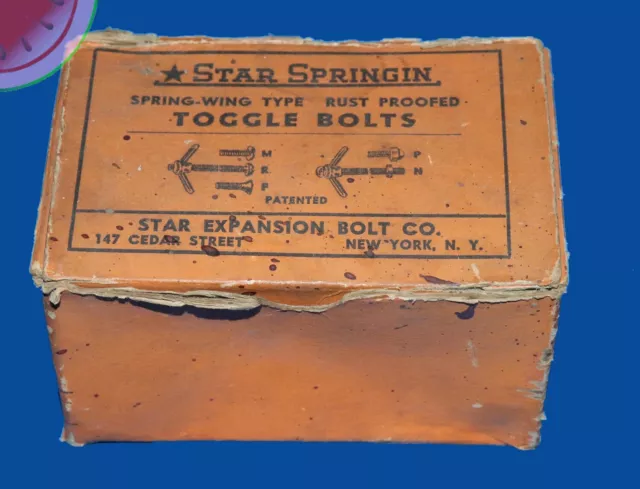 ★ STAR SPRINGIN
SPRING-WING TYPE RUST PROOFED
TOGGLE BOLTS
M P
R N
F
PATENTED
STAR EXPANSION BOLT CO.
147 CEDAR STREET NEW YORK, N. Y.